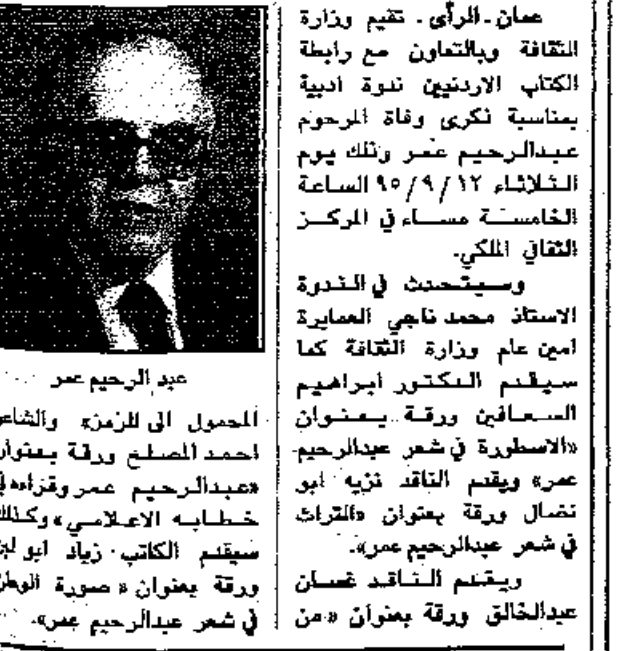 عمان ـ الرأى ـ تقيم وزارة
الثقافة وبالتعاون مع رابطة
الكتاب الاردنيين ندوة ادبية
بمناسبة ذكرى وفاة المرحوم
عبدالرحيم عمر وذلك يوم
الثلاثاء ٩٥/٩/١٢ الساعة
الخامسة مساء في المركز
الثقافي الملكي.
وسيتحدث في الندوة
الاستاذ محمد ناجي العمايرة
امين عام وزارة الثقافة كما
سيقدم الدكتور ابراهيم
السعافين ورقة بعنوان
«الاسطورة في شعر عبدالرحيم
عمر» ويقدم الناقد نزيه ابو
نضال ورقة بعنوان «التراث
في شعر عبدالرحيم عمر».
ويقدم الناقد غسان
عبدالخالق ورقة بعنوان «من
عبد الرحيم عمر
المحمول الى للزمن» والشاعر
احمد المصلح ورقة بعنوان
«عبدالرحيم عمر وقراءة في
خطابه الاعلامي» وكذلك
سيقدم الكاتب زياد ابو لبن
ورقة بعنوان «صورة الوطن
في شعر عبدالرحيم عمر».